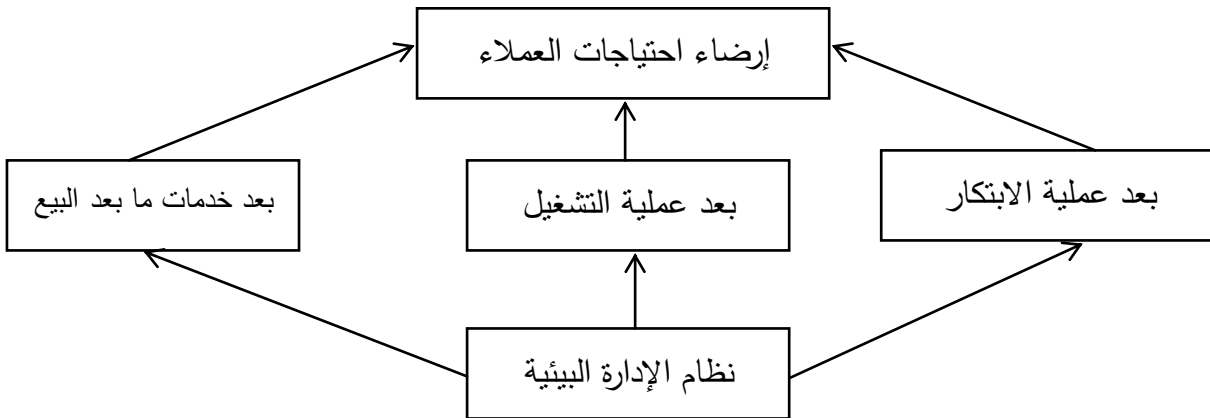 إرضاء احتياجات العملاء
بعد عملية الابتكار
بعد عملية التشغيل
بعد خدمات ما بعد البيع
نظام الإدارة البيئية